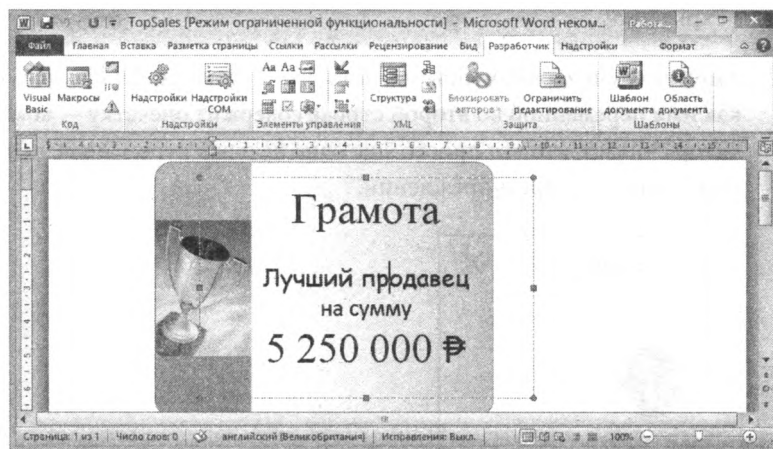 TopSales [Режим ограниченной функциональности] - Microsoft Word неком...
Файл Главная Вставка Разметка страницы Ссылки Рассылки Рецензирование Вид Разработчик Надстройки Формат
Visual Basic Макросы Надстройки Надстройки COM Aa Aa Структура Блокировать авторов Ограничить редактирование Шаблон документа Область документа
Код Надстройки Элементы управления XML Защита Шаблоны
Грамота
Лучший продавец
на сумму
5 250 000 ₱
Страница: 1 из 1 Число слов: 0 английский (Великобритания) Исправления: Выкл. 100%